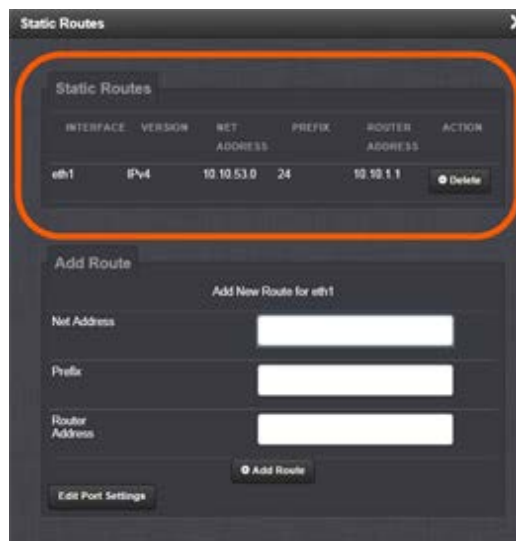 Static Routes
Static Routes
INTERFACE VERSION NET ADDRESS PREFIX ROUTER ADDRESS ACTION
eth1 IPv4 10.10.53.0 24 10.10.1.1 Delete
Add Route
Add New Route for eth1
Net Address
Prefix
Router
Address
Add Route
Edit Port Settings